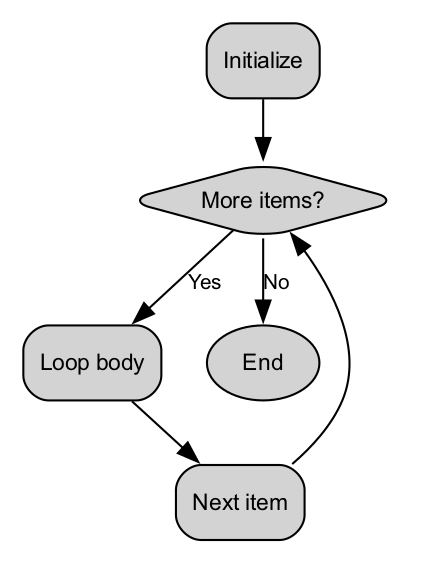 Initialize
More items?
Yes
No
Loop body
End
Next item